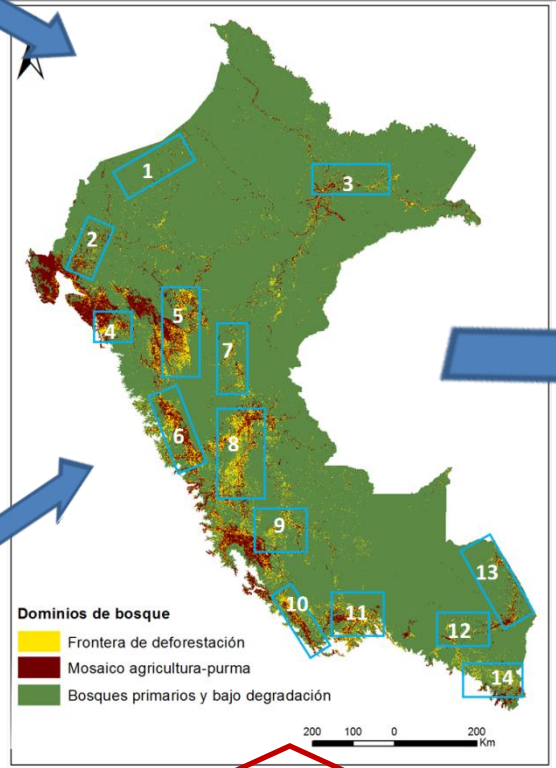 1
2
3
4
5
6
7
8
9
10
11
12
13
14
Dominios de bosque
Frontera de deforestación
Mosaico agricultura-purma
Bosques primarios y bajo degradación
200 100 0 200
Km